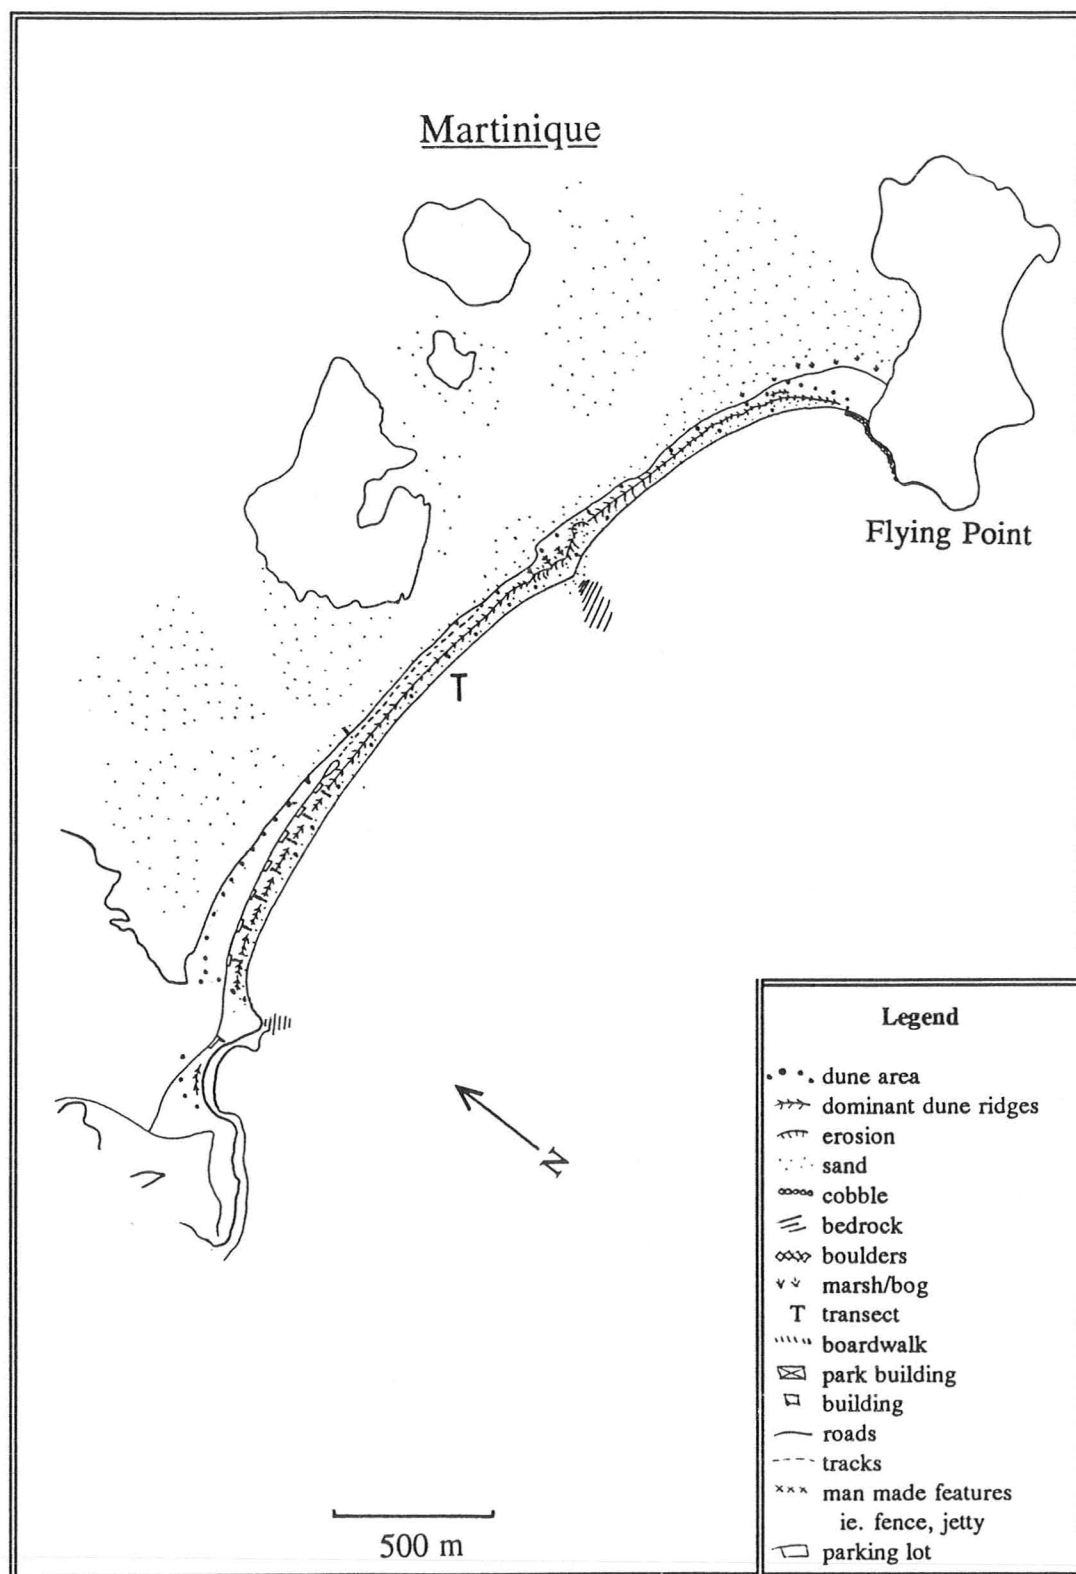 Martinique
Flying Point
T
N
500 m
Legend
dune area
dominant dune ridges
erosion
sand
cobble
bedrock
boulders
marsh/bog
T transect
boardwalk
park building
building
roads
tracks
man made features
ie. fence, jetty
parking lot